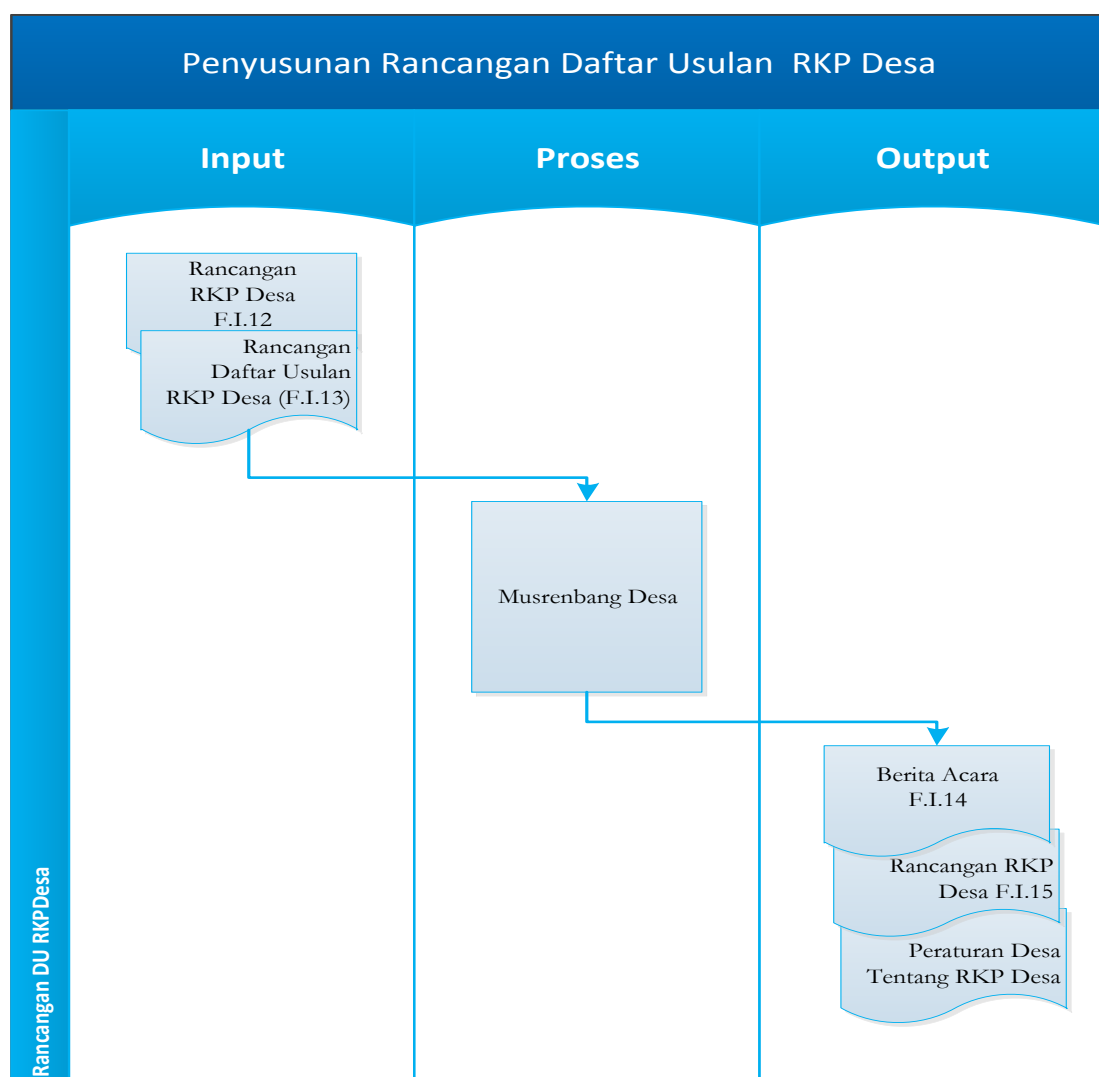 Penyusunan Rancangan Daftar Usulan RKP Desa
Input
Proses
Output
Rancangan
RKP Desa
F.I.12
Rancangan
Daftar Usulan
RKP Desa (F.I.13)
Musrenbang Desa
Berita Acara
F.I.14
Rancangan RKP
Desa F.I.15
Peraturan Desa
Tentang RKP Desa
Rancangan DU RKPDesa